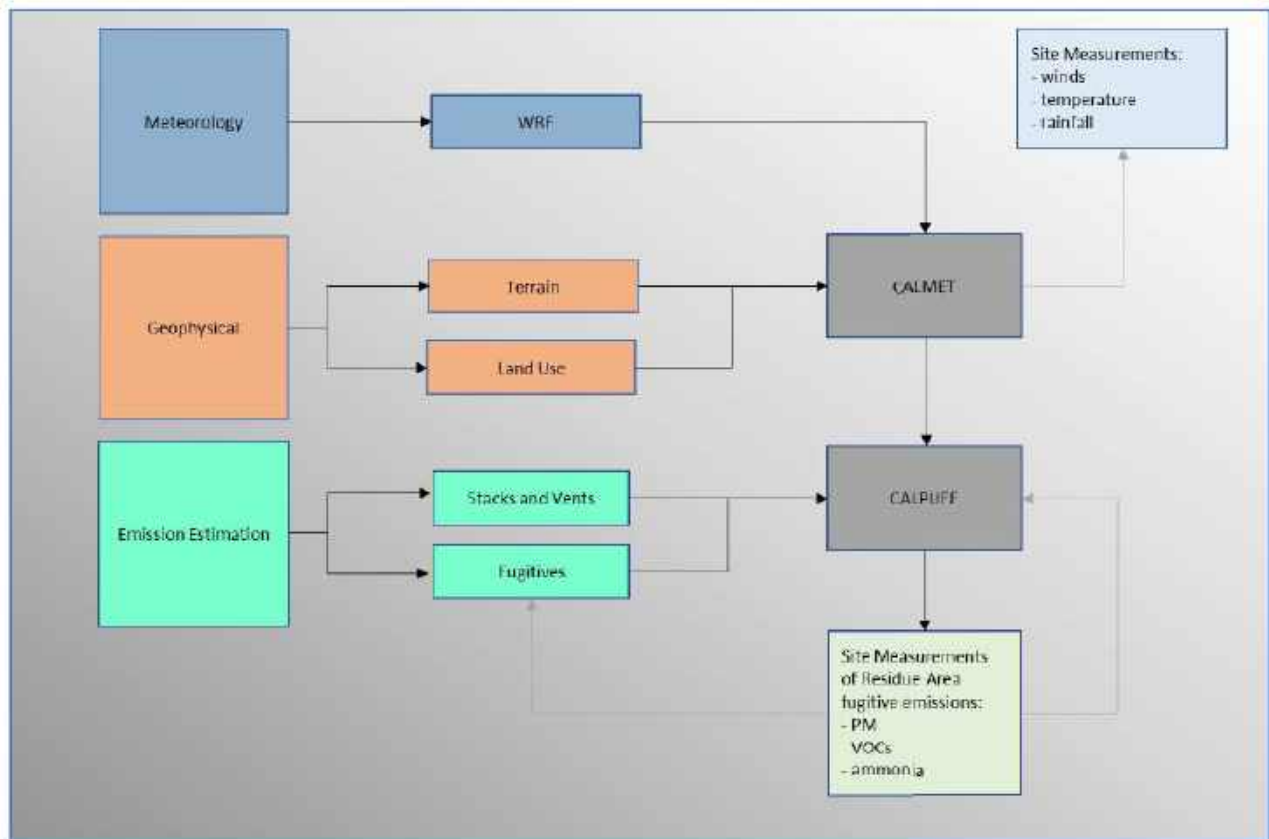 Meteorology
WRF
Site Measurements:
- winds
- temperature
- rainfall
Geophysical
Terrain
Land Use
CALMET
Emission Estimation
Stacks and Vents
Fugitives
CALPUFF
Site Measurements
of Residue Area
fugitive emissions:
- PM
VOCs
- ammonia